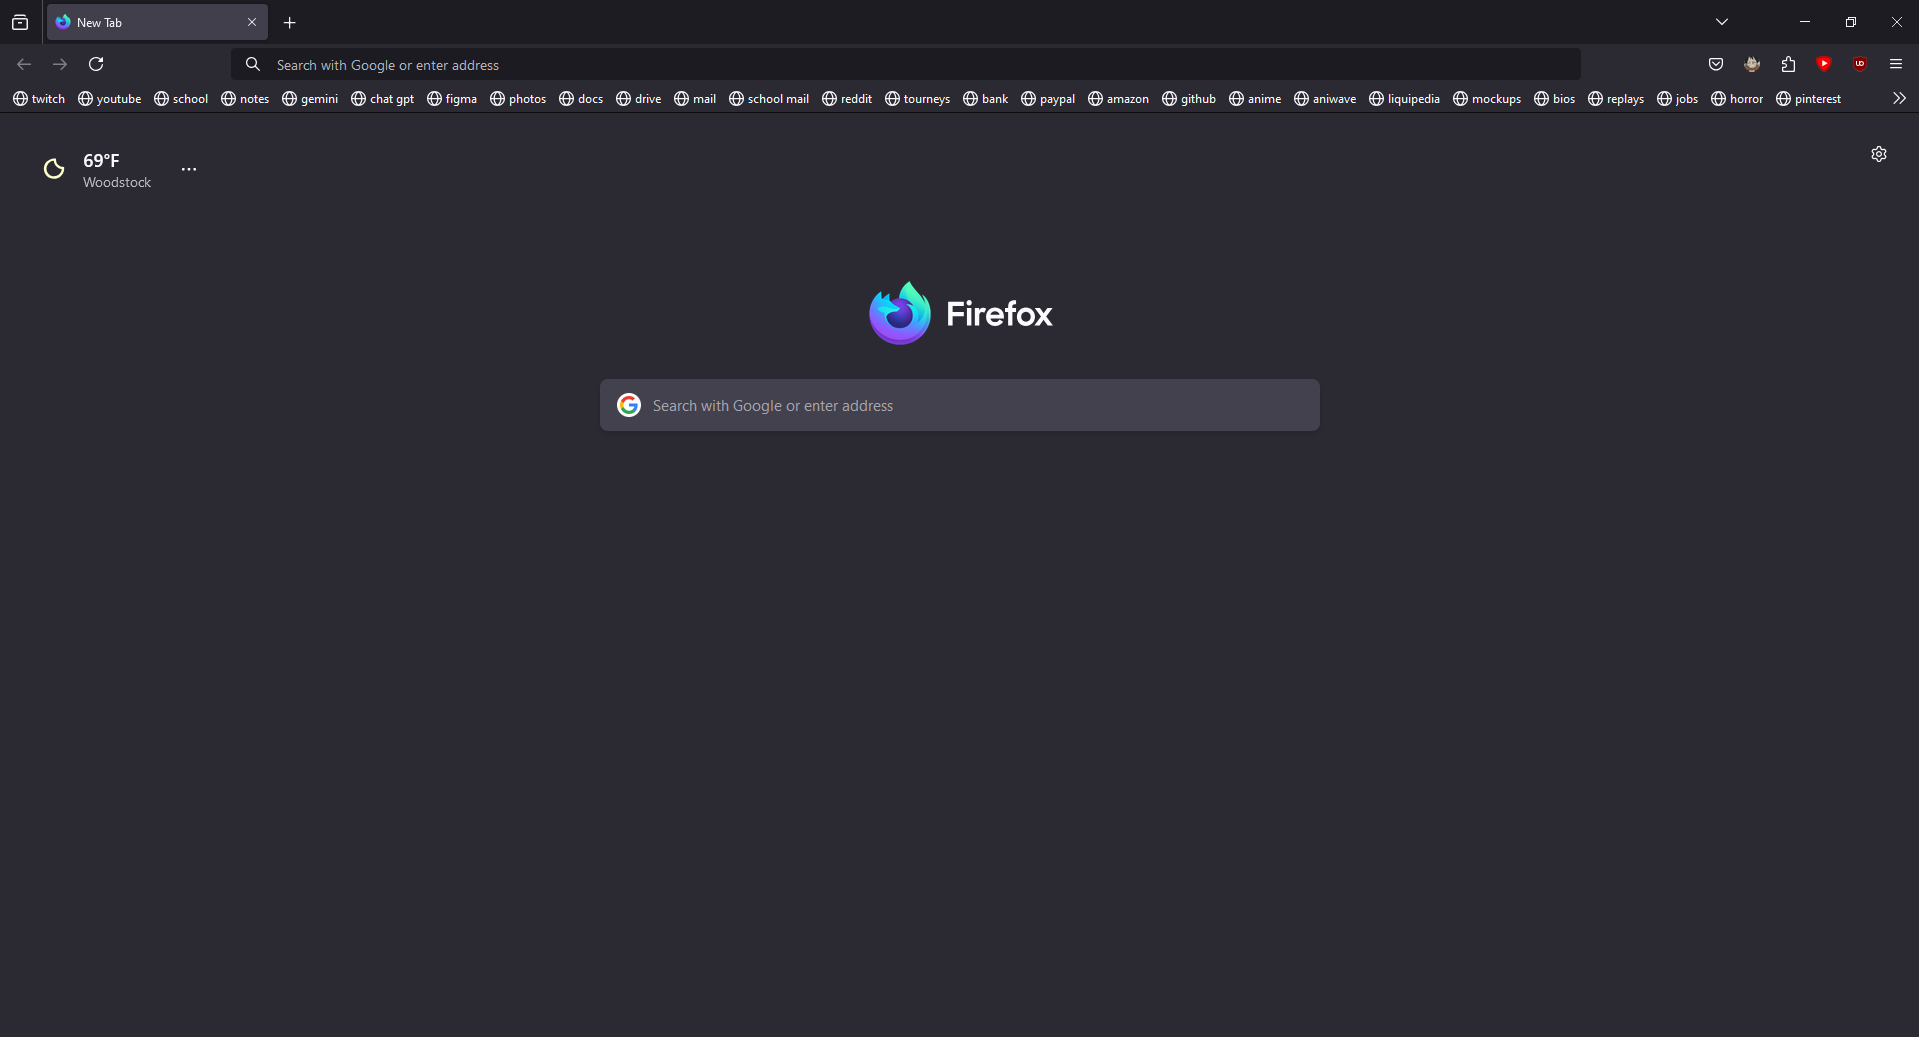 New Tab
Search with Google or enter address
twitch youtube school notes gemini chat gpt figma photos docs drive mail school mail reddit tourneys bank paypal amazon github anime aniwave liquipedia mockups bios replays jobs horror pinterest
69°F
Woodstock
Firefox
Search with Google or enter address